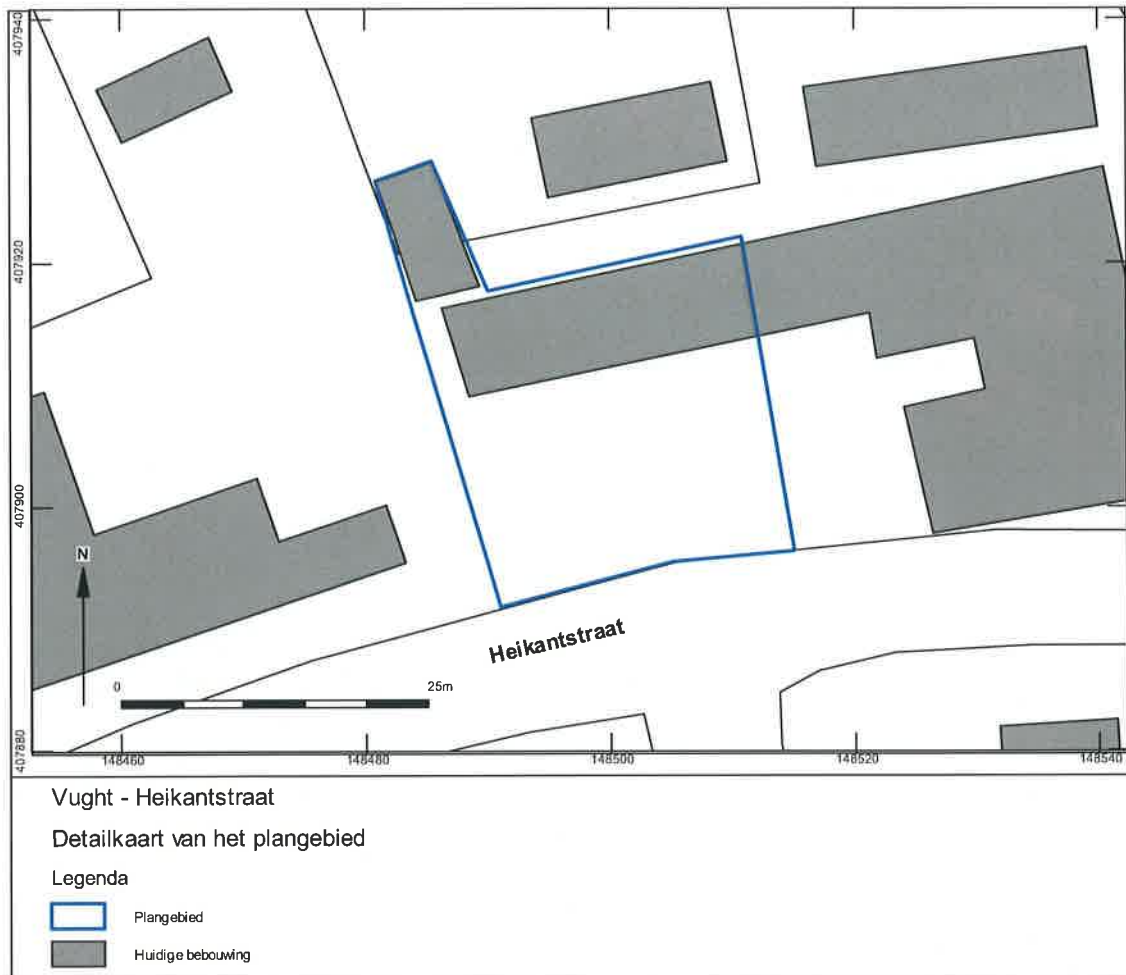 407940
407920
407900
407880
N
Heikantstraat
0 25m
148460 148480 148500 148520 148540
Vught - Heikantstraat
Detailkaart van het plangebied
Legenda
Plangebied
Huidige bebouwing